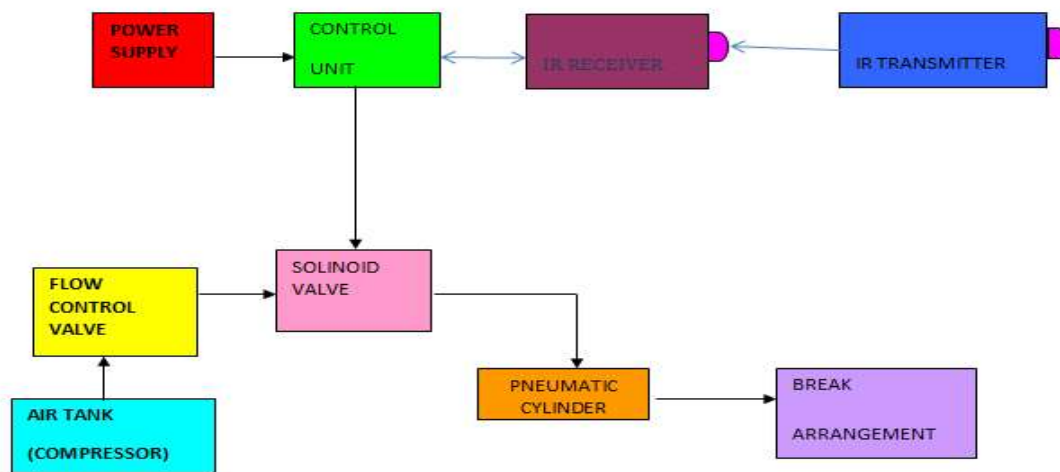 POWER
SUPPLY
CONTROL
UNIT
IR RECEIVER
IR TRANSMITTER
SOLINOID
VALVE
FLOW
CONTROL
VALVE
AIR TANK
(COMPRESSOR)
PNEUMATIC
CYLINDER
BREAK
ARRANGEMENT